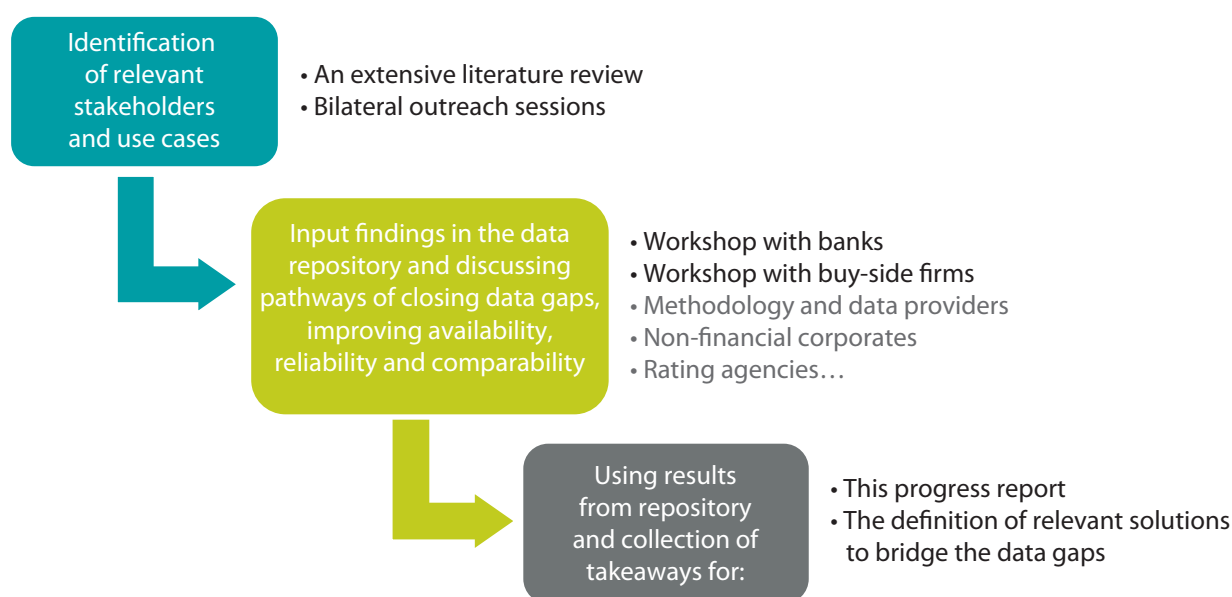 Identification
of relevant
stakeholders
and use cases
• An extensive literature review
• Bilateral outreach sessions
Input findings in the data
repository and discussing
pathways of closing data gaps,
improving availability,
reliability and comparability
• Workshop with banks
• Workshop with buy-side firms
• Methodology and data providers
• Non-financial corporates
• Rating agencies…
Using results
from repository
and collection of
takeaways for:
• This progress report
• The definition of relevant solutions
to bridge the data gaps